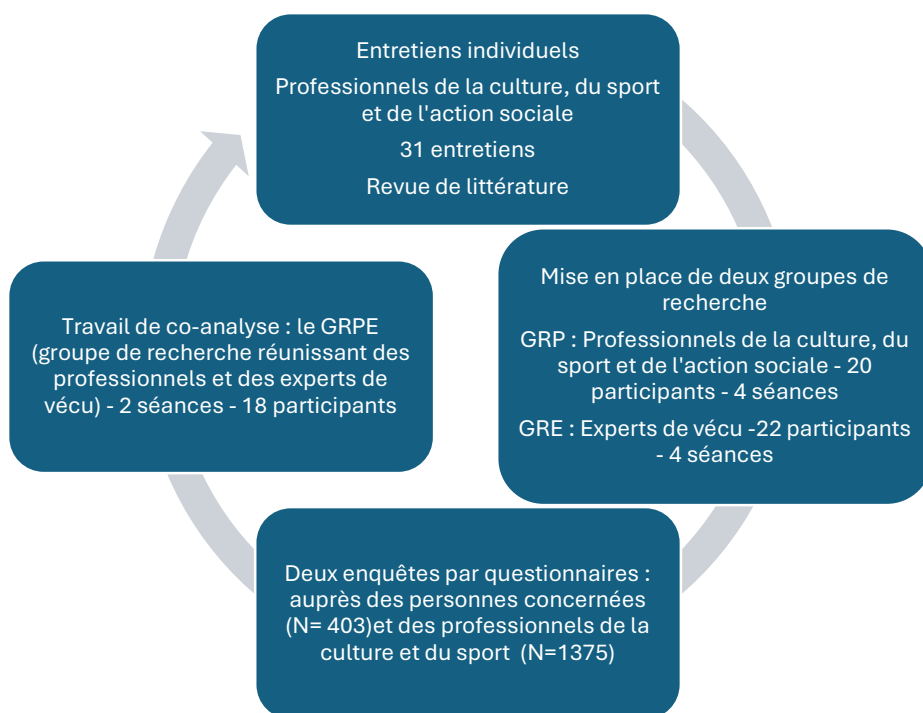 Entretiens individuels
Professionnels de la culture, du sport
et de l'action sociale
31 entretiens
Revue de littérature
Mise en place de deux groupes de
recherche
GRP : Professionnels de la culture, du
sport et de l'action sociale - 20
participants - 4 séances
GRE : Experts de vécu -22 participants
- 4 séances
Deux enquêtes par questionnaires :
auprès des personnes concernées
(N= 403)et des professionnels de la
culture et du sport  (N=1375)
Travail de co-analyse : le GRPE
(groupe de recherche réunissant des
professionnels et des experts de
vécu) - 2 séances - 18 participants